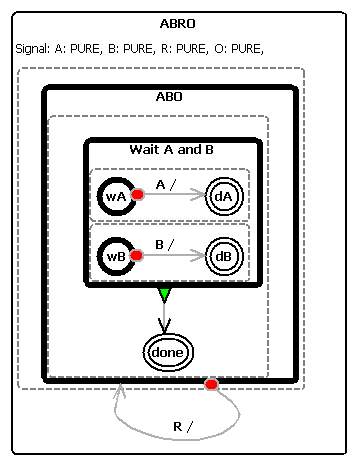 ABRO
Signal: A: PURE, B: PURE, R: PURE, O: PURE,
ABO
Wait A and B
A /
wA
dA
B /
wB
dB
done
R /